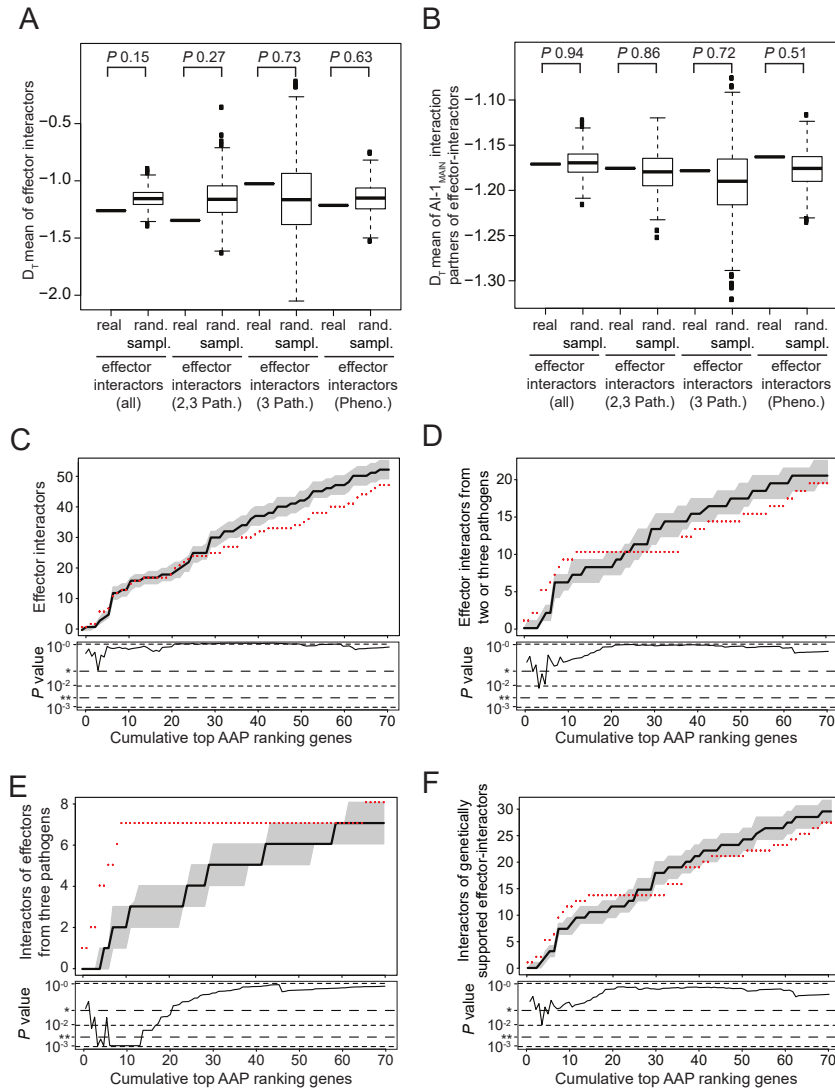 A
P 0.15 P 0.27 P 0.73 P 0.63
D_T mean of effector interactors
−0.5
−1.0
−1.5
−2.0
real rand. real rand. real rand. real rand.
sampl. sampl. sampl. sampl.
effector effector effector effector
interactors interactors interactors interactors
(all) (2,3 Path.) (3 Path.) (Pheno.)
B
P 0.94 P 0.86 P 0.72 P 0.51
D_T mean of AI-1_MAIN interaction
partners of effector-interactors
−1.10
−1.15
−1.20
−1.25
−1.30
real rand. real rand. real rand. real rand.
sampl. sampl. sampl. sampl.
effector effector effector effector
interactors interactors interactors interactors
(all) (2,3 Path.) (3 Path.) (Pheno.)
C
Effector interactors
50
40
30
20
10
0
P value
10^-0
*
10^-2
**
10^-3
0 10 20 30 40 50 60 70
Cumulative top AAP ranking genes
D
Effector interactors from
two or three pathogens
20
15
10
5
0
P value
10^-0
*
10^-2
**
10^-3
0 10 20 30 40 50 60 70
Cumulative top AAP ranking genes
E
Interactors of effectors
from three pathogens
8
6
4
2
0
P value
10^-0
*
10^-2
**
10^-3
0 10 20 30 40 50 60 70
Cumulative top AAP ranking genes
F
Interactors of genetically
supported effector-interactors
30
25
20
15
10
5
0
P value
10^-0
*
10^-2
**
10^-3
0 10 20 30 40 50 60 70
Cumulative top AAP ranking genes